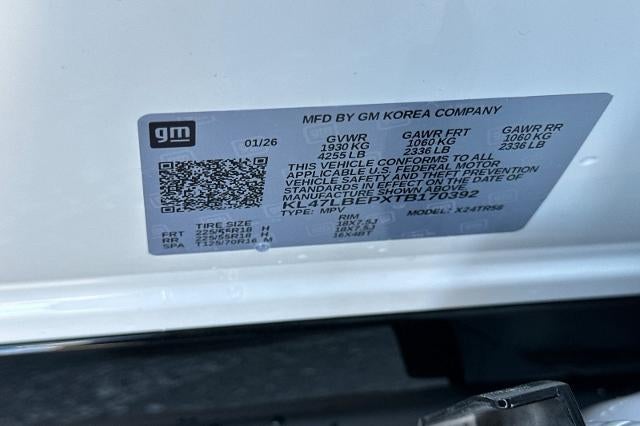 MFD BY GM KOREA COMPANY
gm 01/26 GVWR GAWR FRT GAWR RR
1930 KG 1060 KG 1060 KG
4255 LB 2336 LB 2336 LB
THIS VEHICLE CONFORMS TO ALL
APPLICABLE U.S. FEDERAL MOTOR
VEHICLE SAFETY AND THEFT PREVENTION
STANDARDS IN EFFECT ON THE DATE OF
MANUFACTURE SHOWN ABOVE.
KL47LBEPXTB170392
TYPE: MPV MODEL: X24TR58
TIRE SIZE RIM
FRT 225/55R18 H 18X7.5J
RR 225/55R18 H 18X7.5J
SPA T125/70R16 M 16X4BT